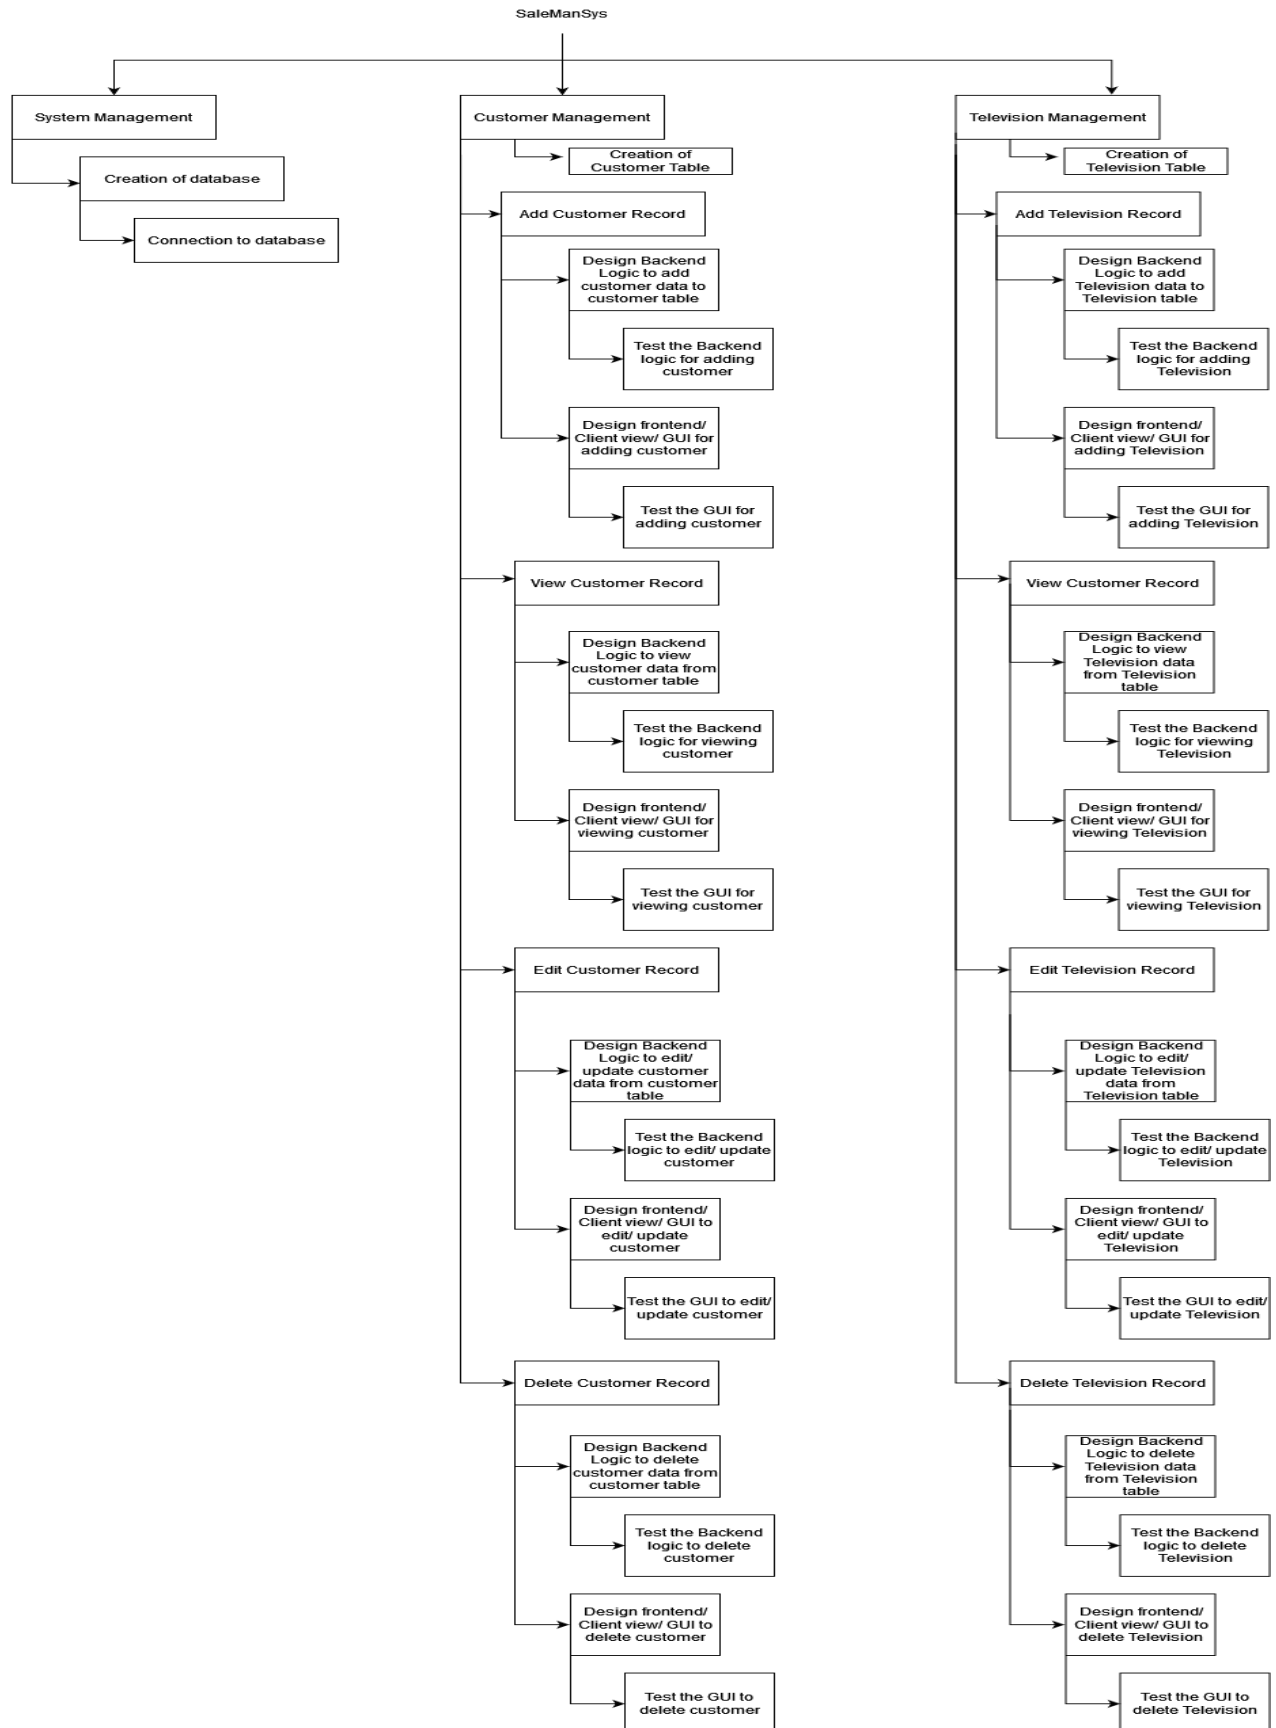 SaleManSys
System Management
Creation of database
Connection to database
Customer Management
Creation of
Customer Table
Add Customer Record
Design Backend
Logic to add
customer data to
customer table
Test the Backend
logic for adding
customer
Design frontend/
Client view/ GUI for
adding customer
Test the GUI for
adding customer
View Customer Record
Design Backend
Logic to view
customer data from
customer table
Test the Backend
logic for viewing
customer
Design frontend/
Client view/ GUI for
viewing customer
Test the GUI for
viewing customer
Edit Customer Record
Design Backend
Logic to edit/
update customer
data from customer
table
Test the Backend
logic to edit/ update
customer
Design frontend/
Client view/ GUI to
edit/ update
customer
Test the GUI to edit/
update customer
Delete Customer Record
Design Backend
Logic to delete
customer data from
customer table
Test the Backend
logic to delete
customer
Design frontend/
Client view/ GUI to
delete customer
Test the GUI to
delete customer
Television Management
Creation of
Television Table
Add Television Record
Design Backend
Logic to add
Television data to
Television table
Test the Backend
logic for adding
Television
Design frontend/
Client view/ GUI for
adding Television
Test the GUI for
adding Television
View Customer Record
Design Backend
Logic to view
Television data
from Television
table
Test the Backend
logic for viewing
Television
Design frontend/
Client view/ GUI for
viewing Television
Test the GUI for
viewing Television
Edit Television Record
Design Backend
Logic to edit/
update Television
data from
Television table
Test the Backend
logic to edit/ update
Television
Design frontend/
Client view/ GUI to
edit/ update
Television
Test the GUI to edit/
update Television
Delete Television Record
Design Backend
Logic to delete
Television data
from Television
table
Test the Backend
logic to delete
Television
Design frontend/
Client view/ GUI to
delete Television
Test the GUI to
delete Television